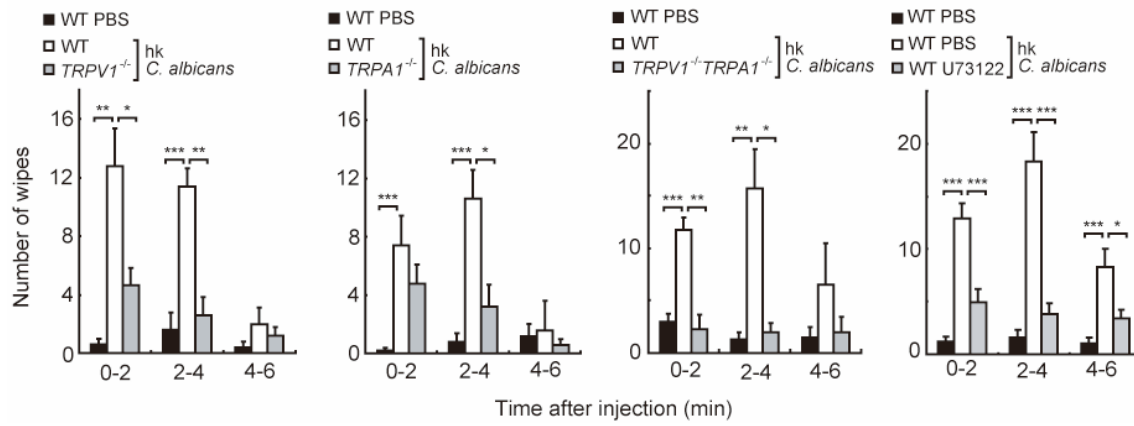 WT PBS
WT
TRPV1-/-
hk
C. albicans
WT PBS
WT
TRPA1-/-
hk
C. albicans
WT PBS
WT
TRPV1-/-TRPA1-/-
hk
C. albicans
WT PBS
WT PBS
WT U73122
hk
C. albicans
Number of wipes
16
12
8
4
0
** *
*** **
0-2 2-4 4-6
16
12
8
4
0
***
*** *
0-2 2-4 4-6
20
10
0
*** **
** *
0-2 2-4 4-6
20
10
0
*** ***
*** ***
*** *
0-2 2-4 4-6
Time after injection (min)